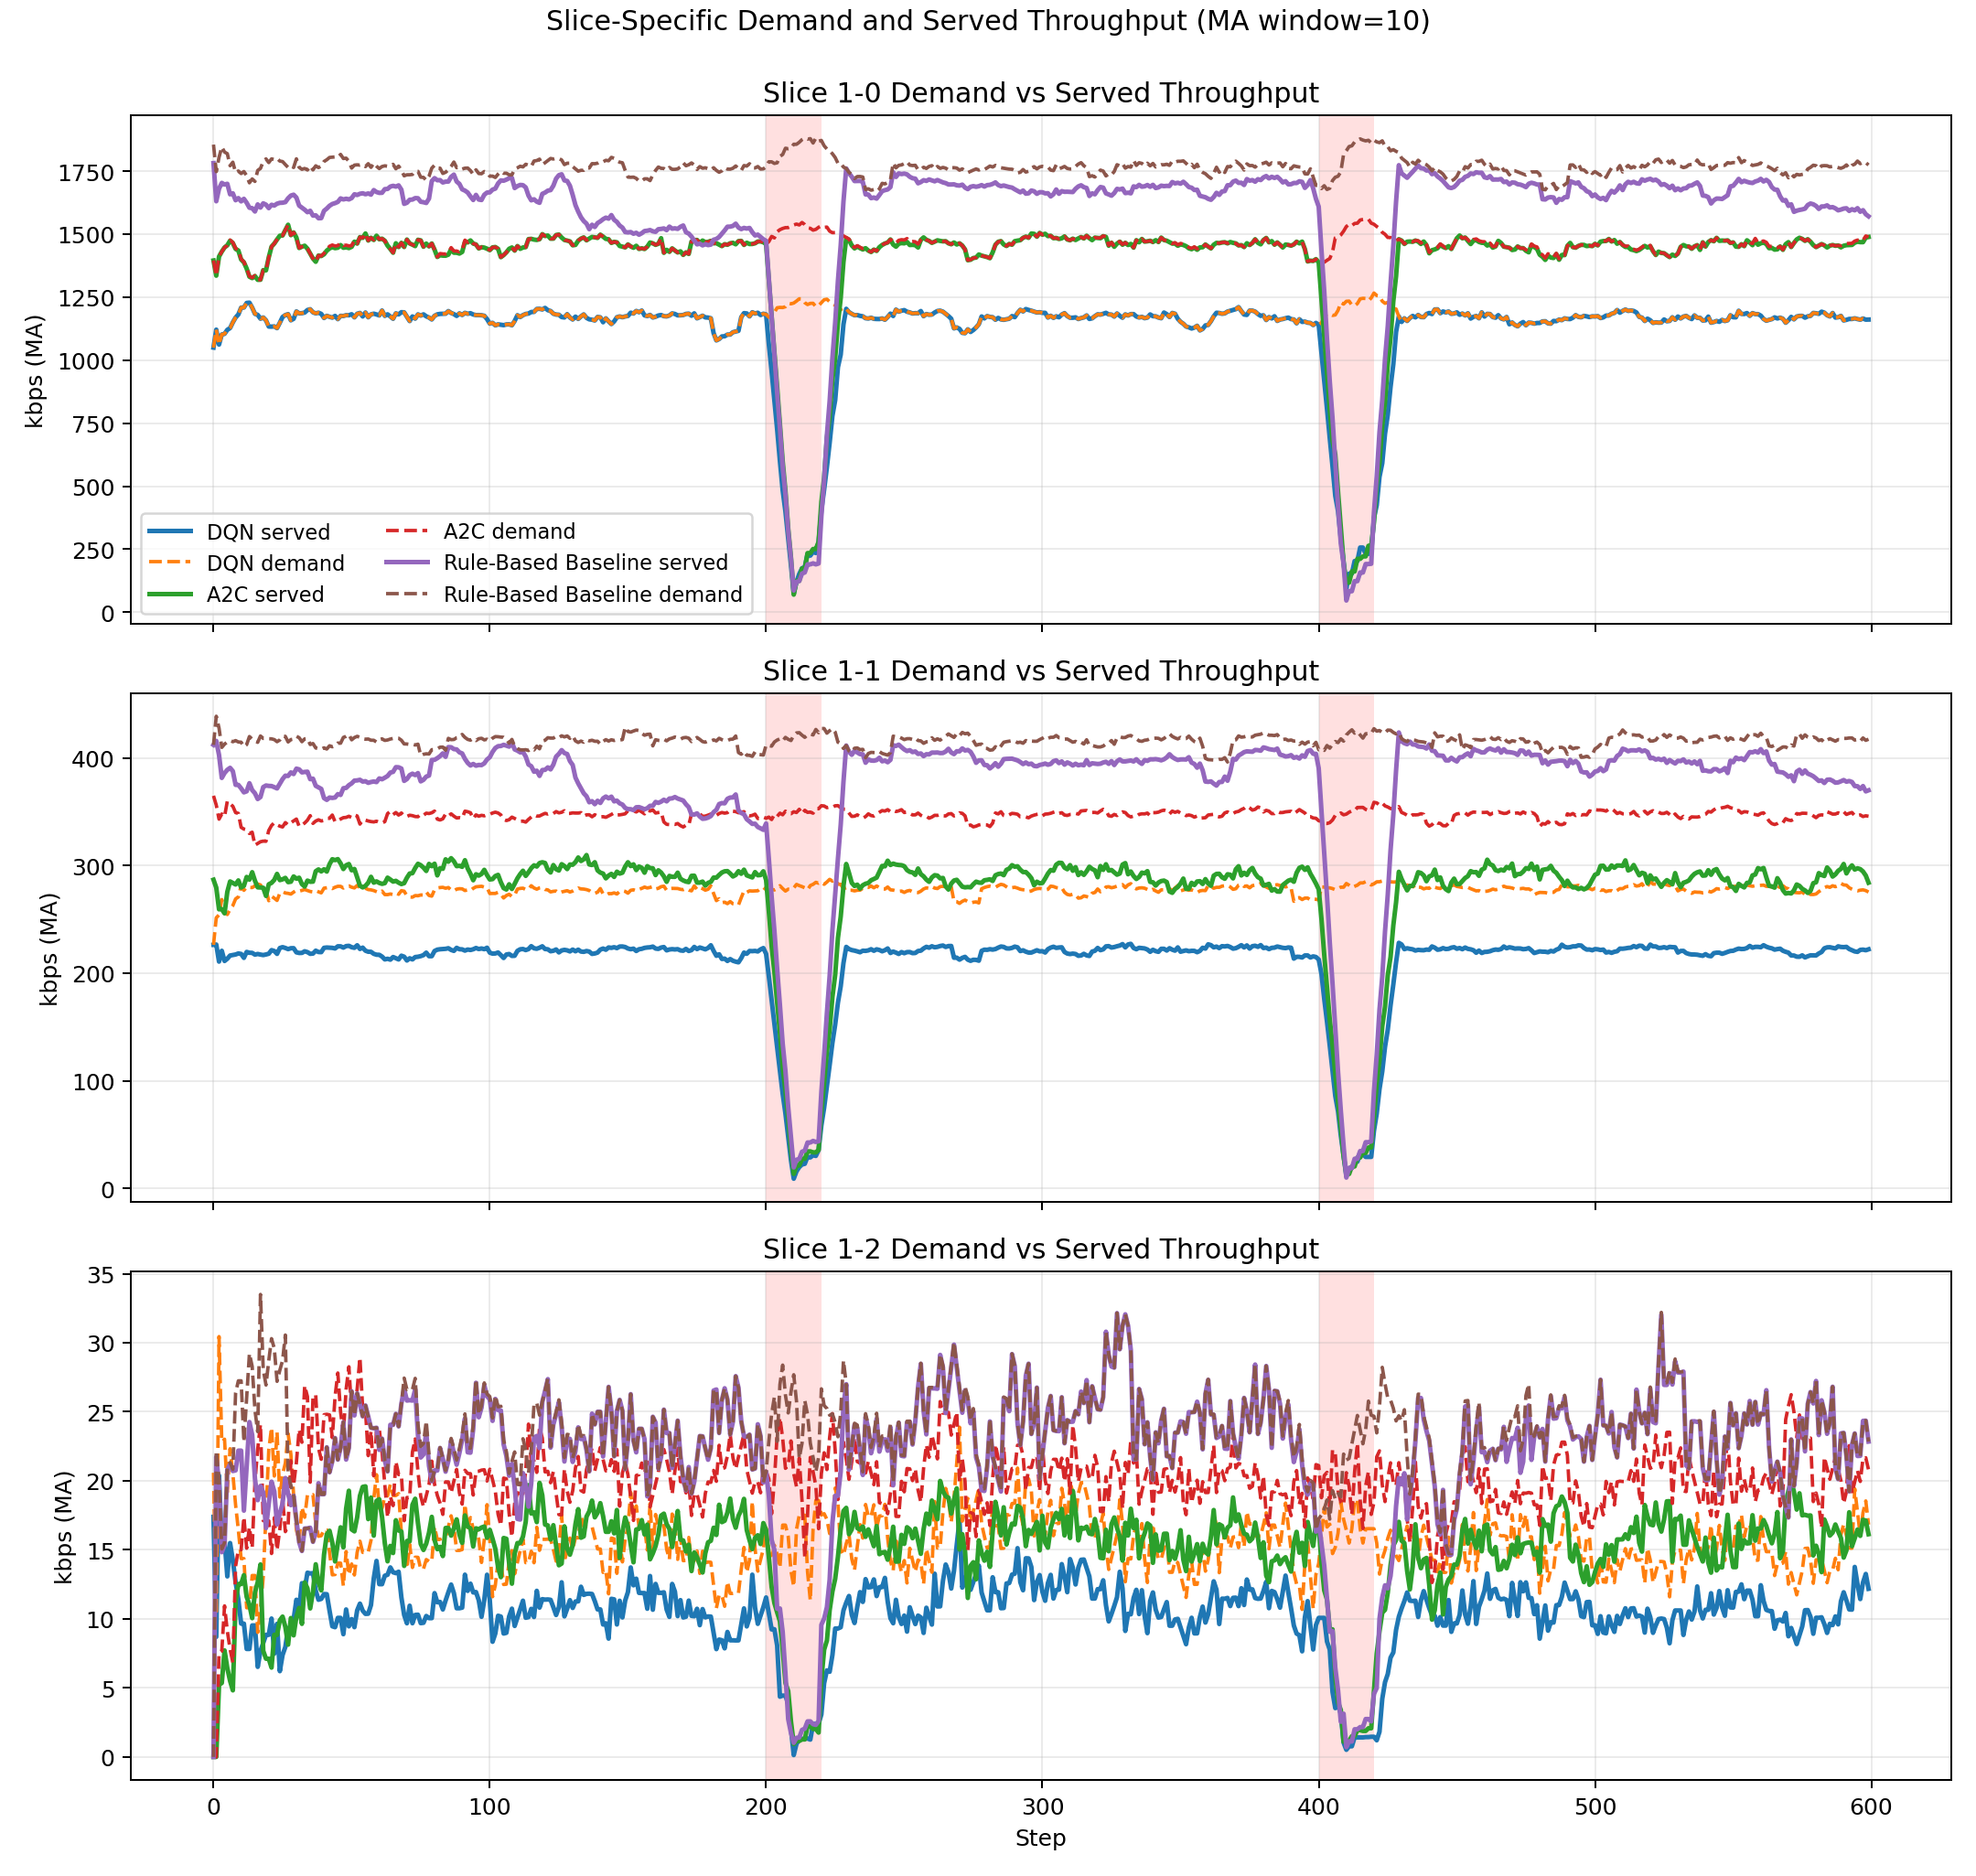 Slice-Specific Demand and Served Throughput (MA window=10)
Slice 1-0 Demand vs Served Throughput
kbps (MA)
1750
1500
1250
1000
750
500
250
0
DQN served
DQN demand
A2C served
A2C demand
Rule-Based Baseline served
Rule-Based Baseline demand
Slice 1-1 Demand vs Served Throughput
kbps (MA)
400
300
200
100
0
Slice 1-2 Demand vs Served Throughput
kbps (MA)
35
30
25
20
15
10
5
0
0 100 200 300 400 500 600
Step